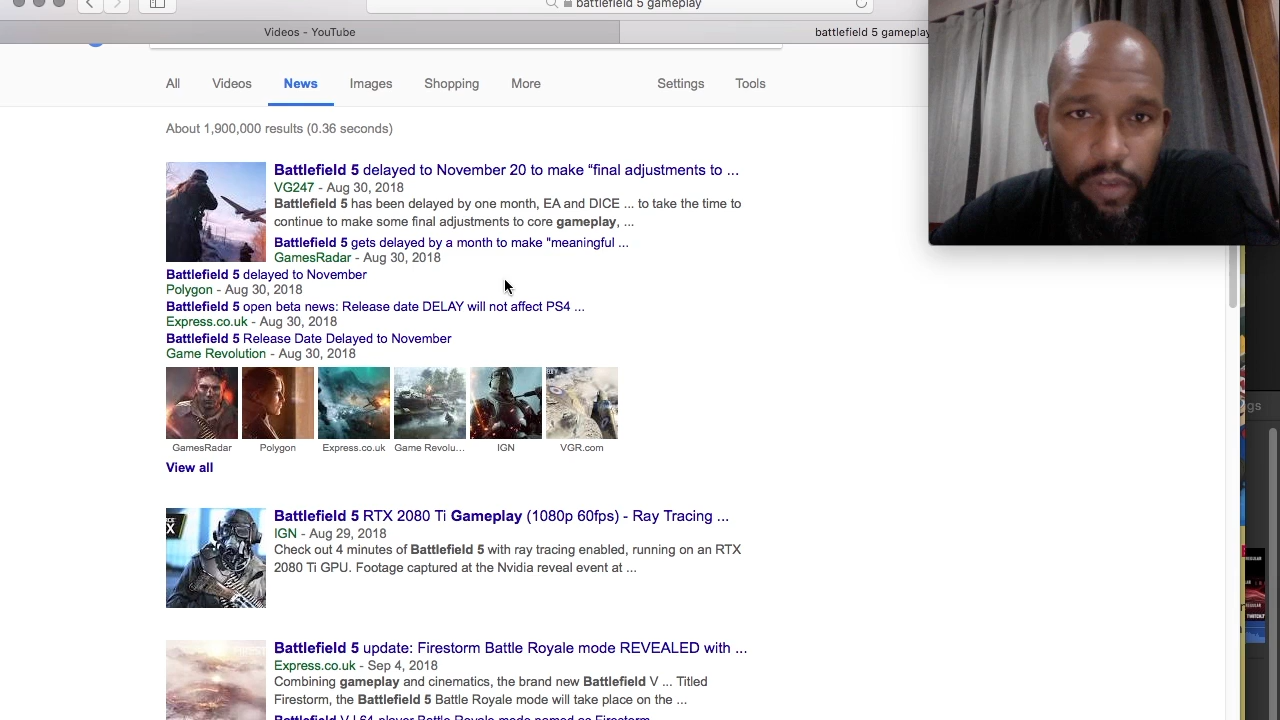 battlefield 5 gameplay
Videos - YouTube
battlefield 5 gameplay
All Videos News Images Shopping More Settings Tools
About 1,900,000 results (0.36 seconds)
Battlefield 5 delayed to November 20 to make “final adjustments to ...
VG247 - Aug 30, 2018
Battlefield 5 has been delayed by one month, EA and DICE ... to take the time to
continue to make some final adjustments to core gameplay, ...
Battlefield 5 gets delayed by a month to make "meaningful ...
GamesRadar - Aug 30, 2018
Battlefield 5 delayed to November
Polygon - Aug 30, 2018
Battlefield 5 open beta news: Release date DELAY will not affect PS4 ...
Express.co.uk - Aug 30, 2018
Battlefield 5 Release Date Delayed to November
Game Revolution - Aug 30, 2018
GamesRadar Polygon Express.co.uk Game Revolu... IGN VGR.com
View all
Battlefield 5 RTX 2080 Ti Gameplay (1080p 60fps) - Ray Tracing ...
IGN - Aug 29, 2018
Check out 4 minutes of Battlefield 5 with ray tracing enabled, running on an RTX
2080 Ti GPU. Footage captured at the Nvidia reveal event at ...
Battlefield 5 update: Firestorm Battle Royale mode REVEALED with ...
Express.co.uk - Sep 4, 2018
Combining gameplay and cinematics, the brand new Battlefield V ... Titled
Firestorm, the Battlefield 5 Battle Royale mode will take place on the ...
Battlefield V | 64-player Battle Royale mode named as Firestorm